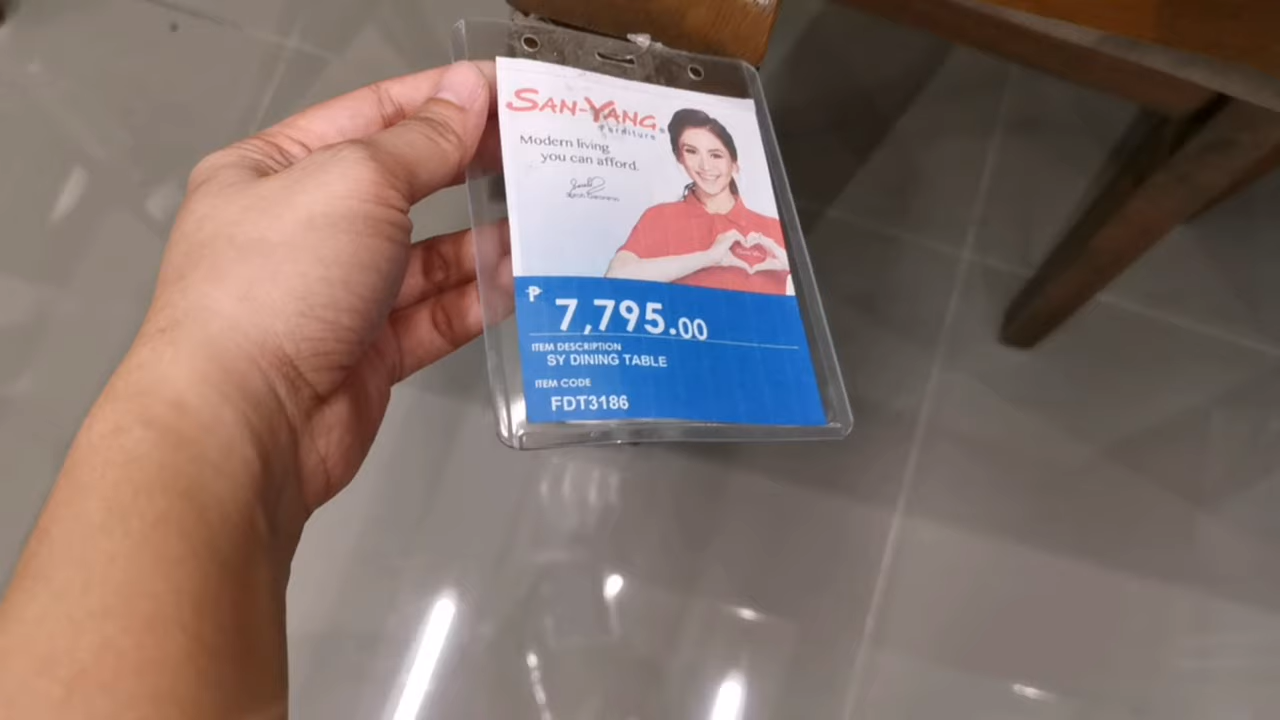 SAN-YANG
Furniture
Modern living
you can afford.
₱ 7,795.00
ITEM DESCRIPTION
SY DINING TABLE
ITEM CODE
FDT3186